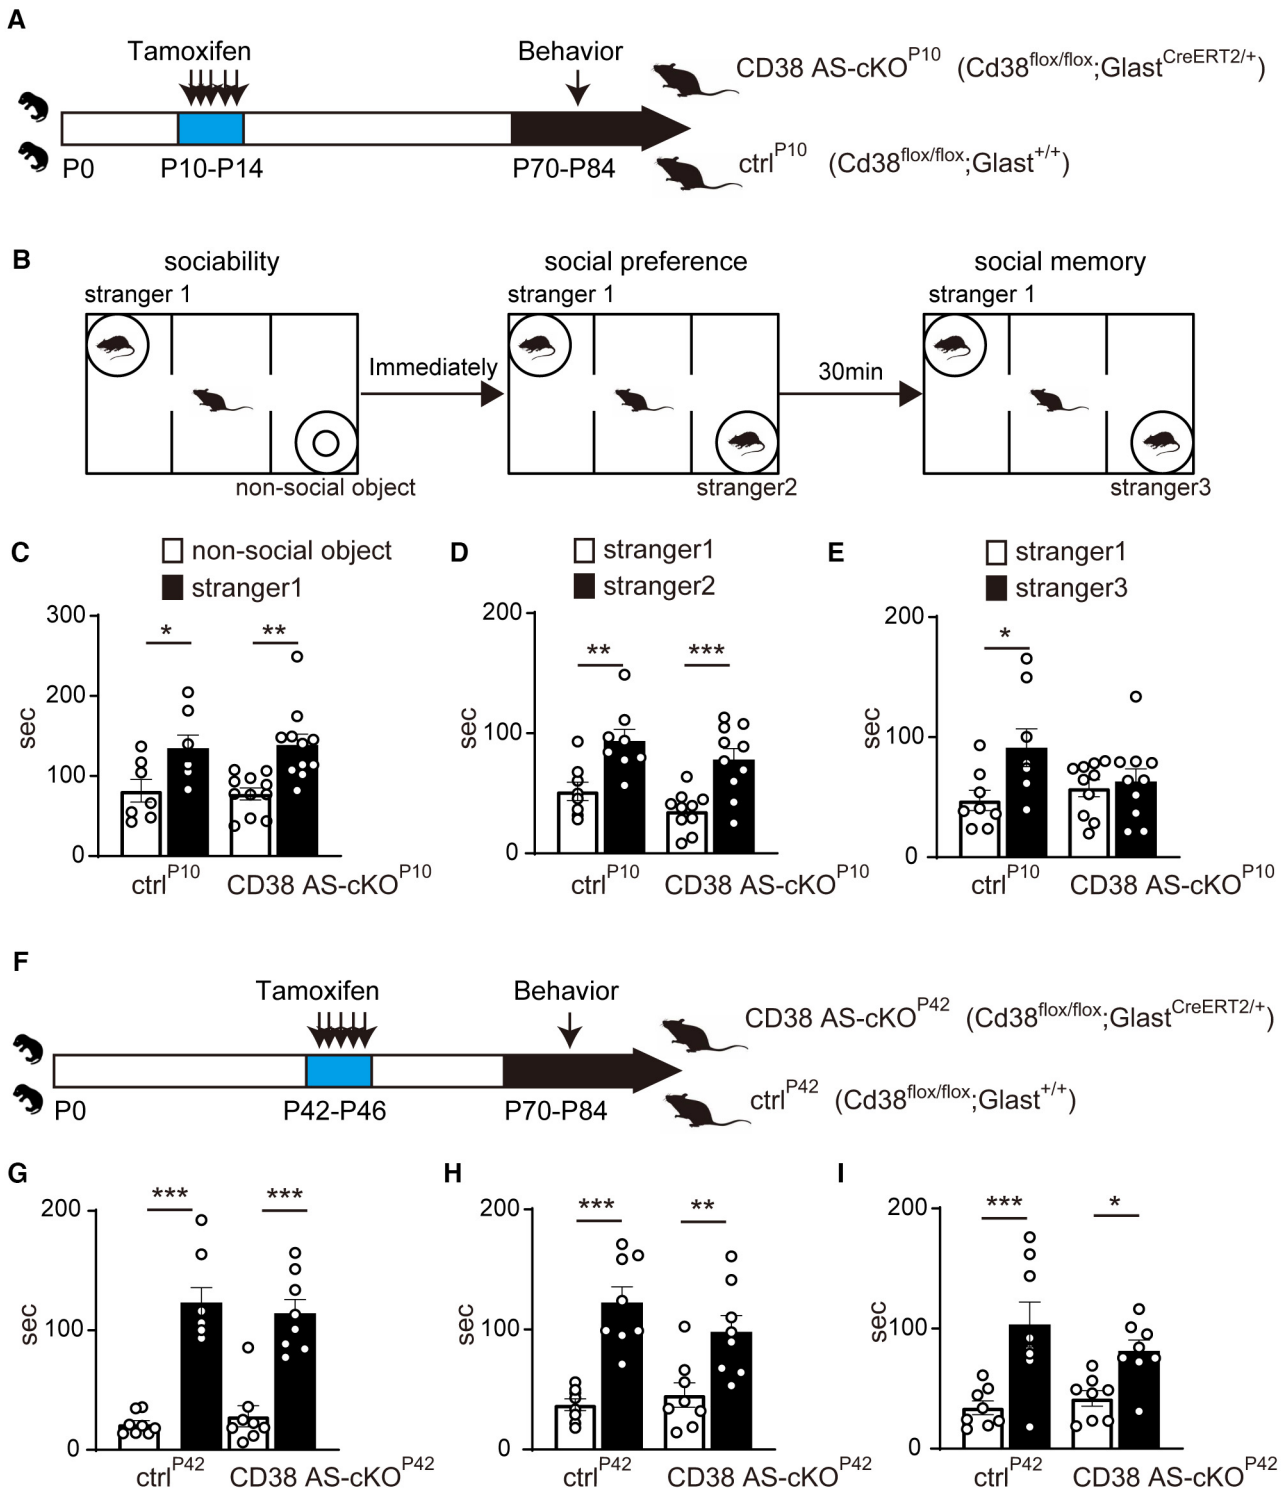 A
Tamoxifen
Behavior
CD38 AS-cKO^P10 (Cd38^flox/flox;Glast^CreERT2/+)
P0
P10-P14
P70-P84
ctrl^P10 (Cd38^flox/flox;Glast^+/+)
B
sociability
social preference
social memory
stranger 1
stranger 1
stranger 1
Immediately
30min
non-social object
stranger2
stranger3
C
non-social object
stranger1
300
200
100
0
sec
*
**
ctrl^P10
CD38 AS-cKO^P10
D
stranger1
stranger2
200
100
0
sec
**
***
ctrl^P10
CD38 AS-cKO^P10
E
stranger1
stranger3
200
100
0
sec
*
ctrl^P10
CD38 AS-cKO^P10
F
Tamoxifen
Behavior
CD38 AS-cKO^P42 (Cd38^flox/flox;Glast^CreERT2/+)
P0
P42-P46
P70-P84
ctrl^P42 (Cd38^flox/flox;Glast^+/+)
G
200
100
0
sec
***
***
ctrl^P42
CD38 AS-cKO^P42
H
200
100
0
sec
***
**
ctrl^P42
CD38 AS-cKO^P42
I
200
100
0
sec
***
*
ctrl^P42
CD38 AS-cKO^P42